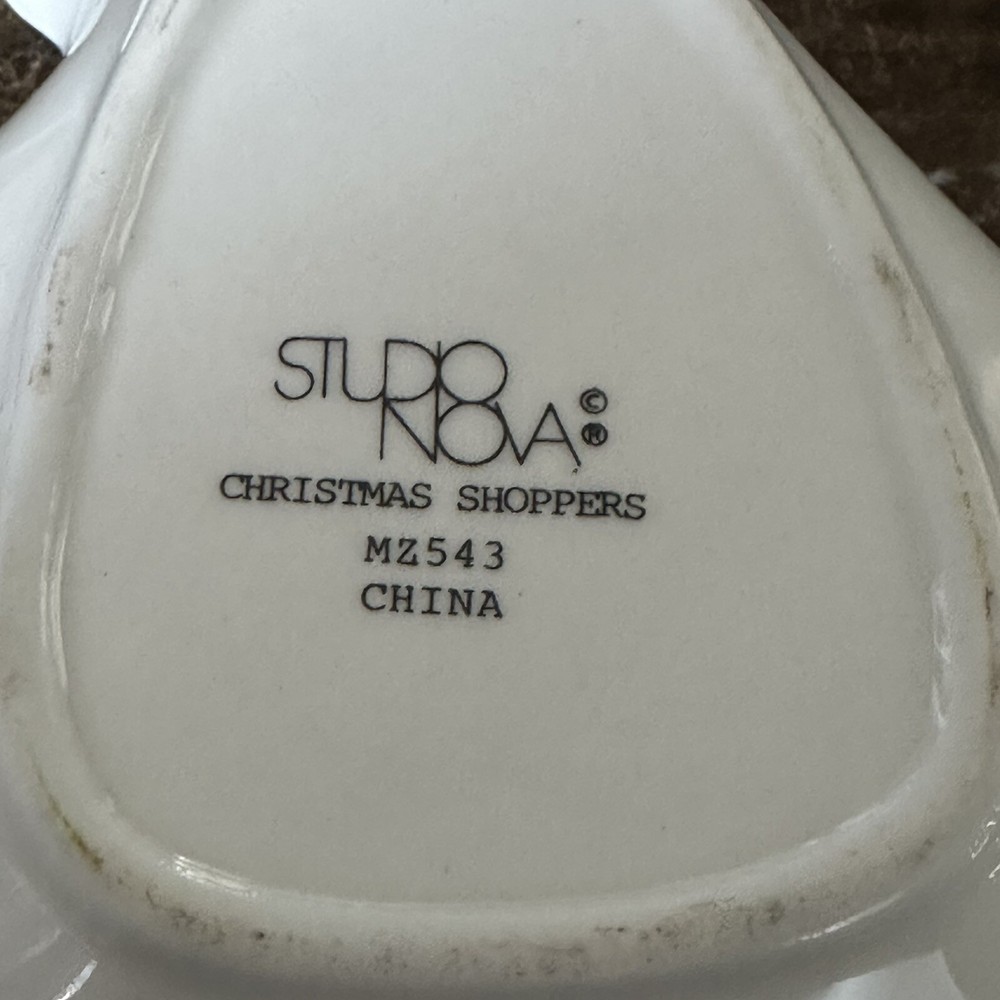 STUDIO
NOVA ©
®
CHRISTMAS SHOPPERS
MZ543
CHINA